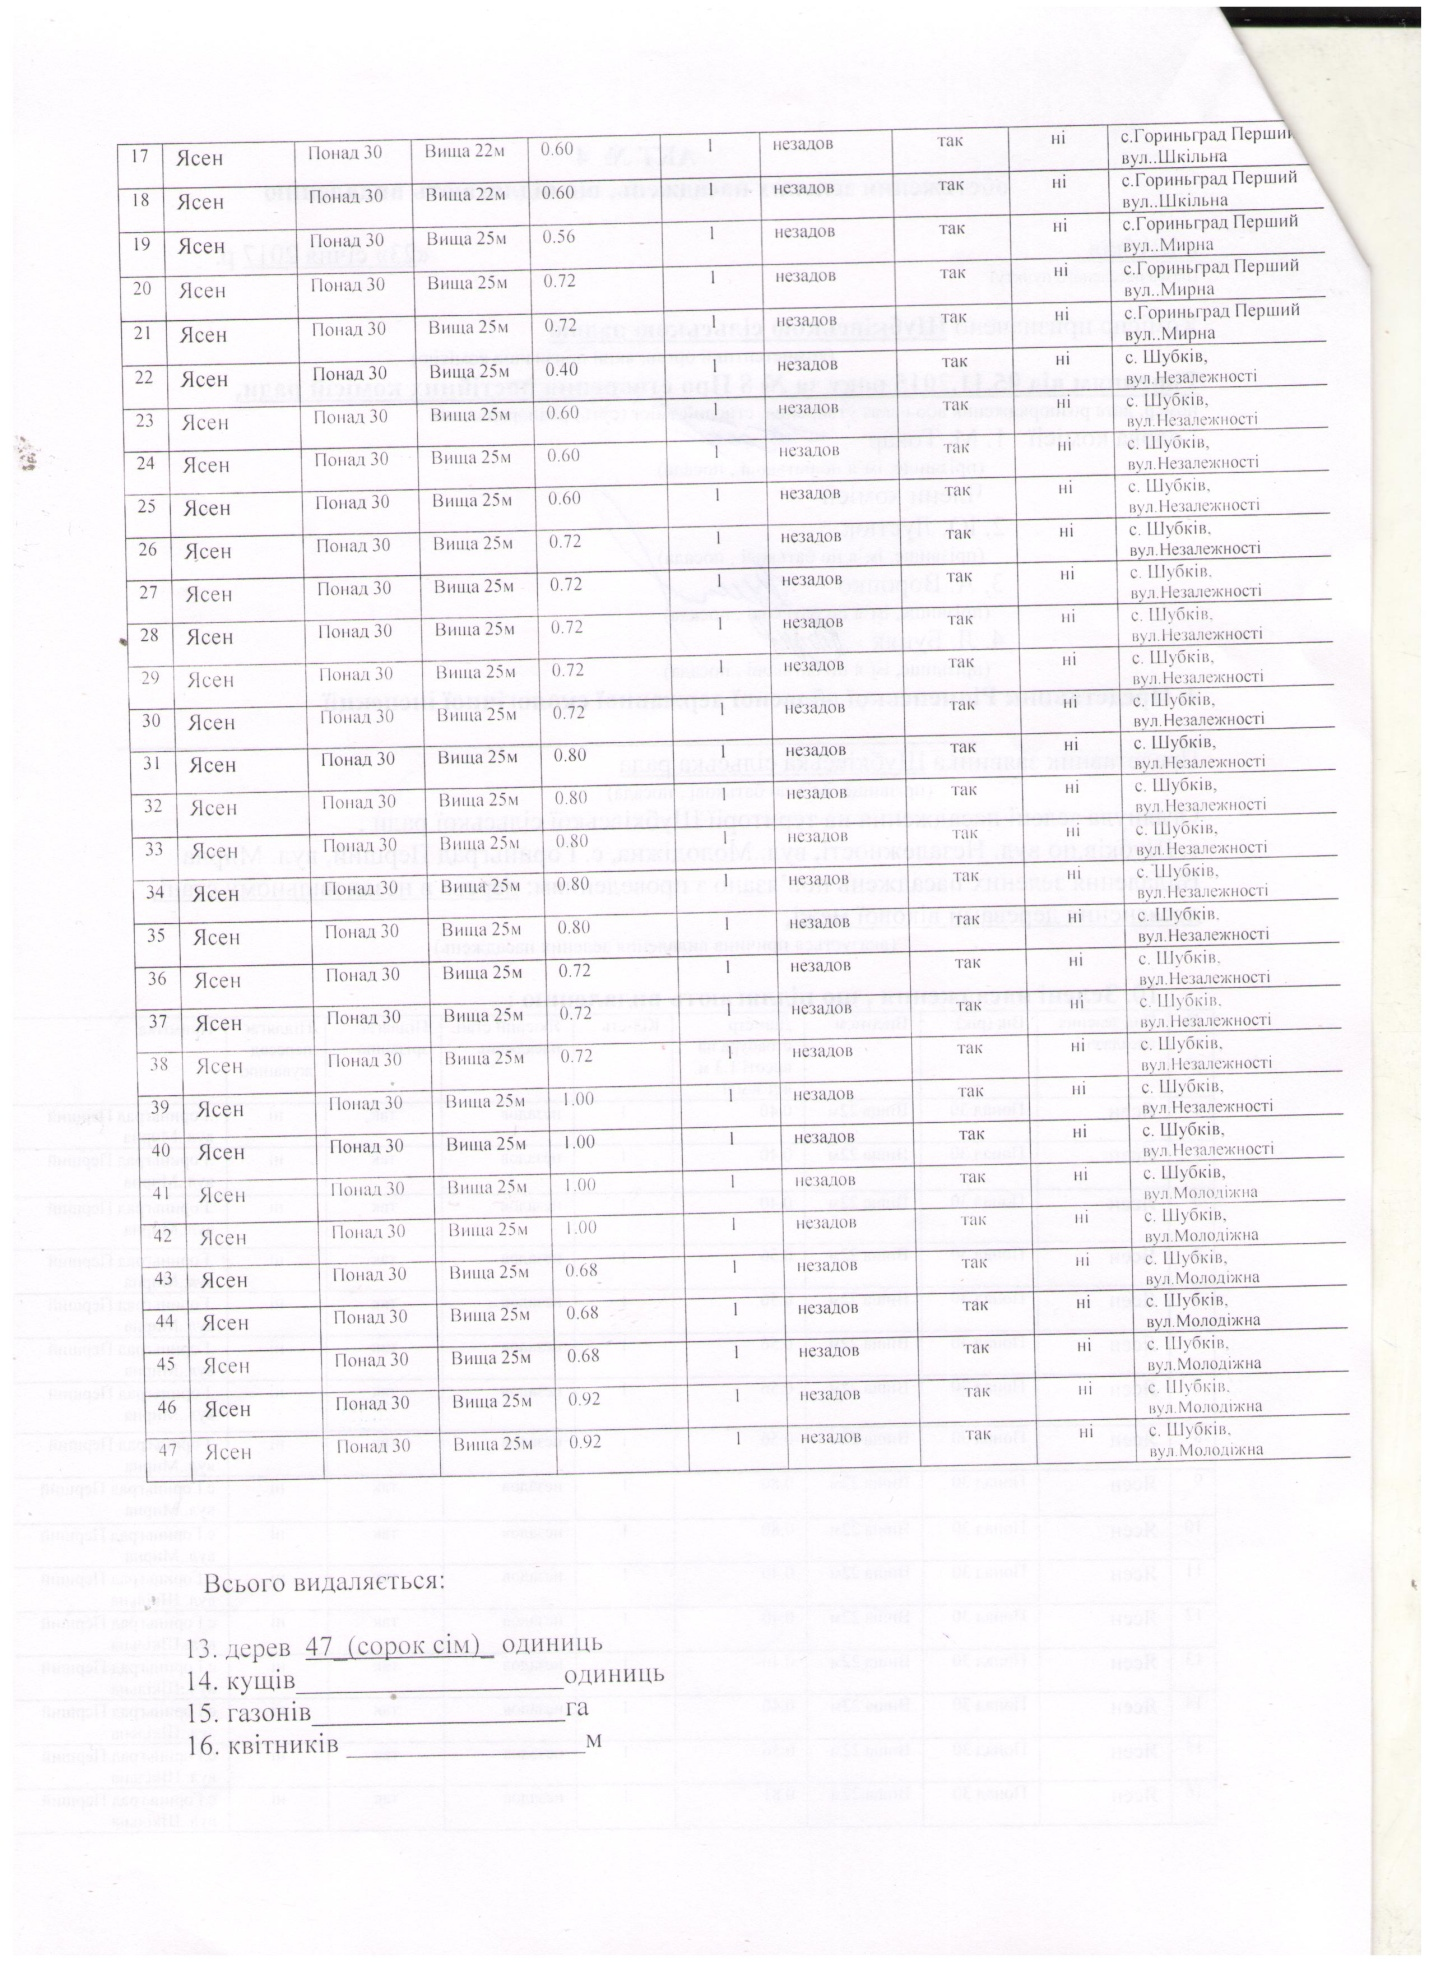 17 Ясен Понад 30 Вища 22м 0.60 1 незадов так ні с.Гориньград Перший
вул..Шкільна
18 Ясен Понад 30 Вища 22м 0.60 1 незадов так ні с.Гориньград Перший
вул..Шкільна
19 Ясен Понад 30 Вища 25м 0.56 1 незадов так ні с.Гориньград Перший
вул..Мирна
20 Ясен Понад 30 Вища 25м 0.72 1 незадов так ні с.Гориньград Перший
вул..Мирна
21 Ясен Понад 30 Вища 25м 0.72 1 незадов так ні с.Гориньград Перший
вул..Мирна
22 Ясен Понад 30 Вища 25м 0.40 1 незадов так ні с. Шубків,
вул.Незалежності
23 Ясен Понад 30 Вища 25м 0.60 1 незадов так ні с. Шубків,
вул.Незалежності
24 Ясен Понад 30 Вища 25м 0.60 1 незадов так ні с. Шубків,
вул.Незалежності
25 Ясен Понад 30 Вища 25м 0.60 1 незадов так ні с. Шубків,
вул.Незалежності
26 Ясен Понад 30 Вища 25м 0.72 1 незадов так ні с. Шубків,
вул.Незалежності
27 Ясен Понад 30 Вища 25м 0.72 1 незадов так ні с. Шубків,
вул.Незалежності
28 Ясен Понад 30 Вища 25м 0.72 1 незадов так ні с. Шубків,
вул.Незалежності
29 Ясен Понад 30 Вища 25м 0.72 1 незадов так ні с. Шубків,
вул.Незалежності
30 Ясен Понад 30 Вища 25м 0.72 1 незадов так ні с. Шубків,
вул.Незалежності
31 Ясен Понад 30 Вища 25м 0.80 1 незадов так ні с. Шубків,
вул.Незалежності
32 Ясен Понад 30 Вища 25м 0.80 1 незадов так ні с. Шубків,
вул.Незалежності
33 Ясен Понад 30 Вища 25м 0.80 1 незадов так ні с. Шубків,
вул.Незалежності
34 Ясен Понад 30 Вища 25м 0.80 1 незадов так ні с. Шубків,
вул.Незалежності
35 Ясен Понад 30 Вища 25м 0.80 1 незадов так ні с. Шубків,
вул.Незалежності
36 Ясен Понад 30 Вища 25м 0.72 1 незадов так ні с. Шубків,
вул.Незалежності
37 Ясен Понад 30 Вища 25м 0.72 1 незадов так ні с. Шубків,
вул.Незалежності
38 Ясен Понад 30 Вища 25м 0.72 1 незадов так ні с. Шубків,
вул.Незалежності
39 Ясен Понад 30 Вища 25м 1.00 1 незадов так ні с. Шубків,
вул.Незалежності
40 Ясен Понад 30 Вища 25м 1.00 1 незадов так ні с. Шубків,
вул.Незалежності
41 Ясен Понад 30 Вища 25м 1.00 1 незадов так ні с. Шубків,
вул.Молодіжна
42 Ясен Понад 30 Вища 25м 1.00 1 незадов так ні с. Шубків,
вул.Молодіжна
43 Ясен Понад 30 Вища 25м 0.68 1 незадов так ні с. Шубків,
вул.Молодіжна
44 Ясен Понад 30 Вища 25м 0.68 1 незадов так ні с. Шубків,
вул.Молодіжна
45 Ясен Понад 30 Вища 25м 0.68 1 незадов так ні с. Шубків,
вул.Молодіжна
46 Ясен Понад 30 Вища 25м 0.92 1 незадов так ні с. Шубків,
вул.Молодіжна
47 Ясен Понад 30 Вища 25м 0.92 1 незадов так ні с. Шубків,
вул.Молодіжна
Всього видаляється:
13. дерев 47_(сорок сім)_ одиниць
14. кущів____________________одиниць
15. газонів___________________га
16. квітників __________________м